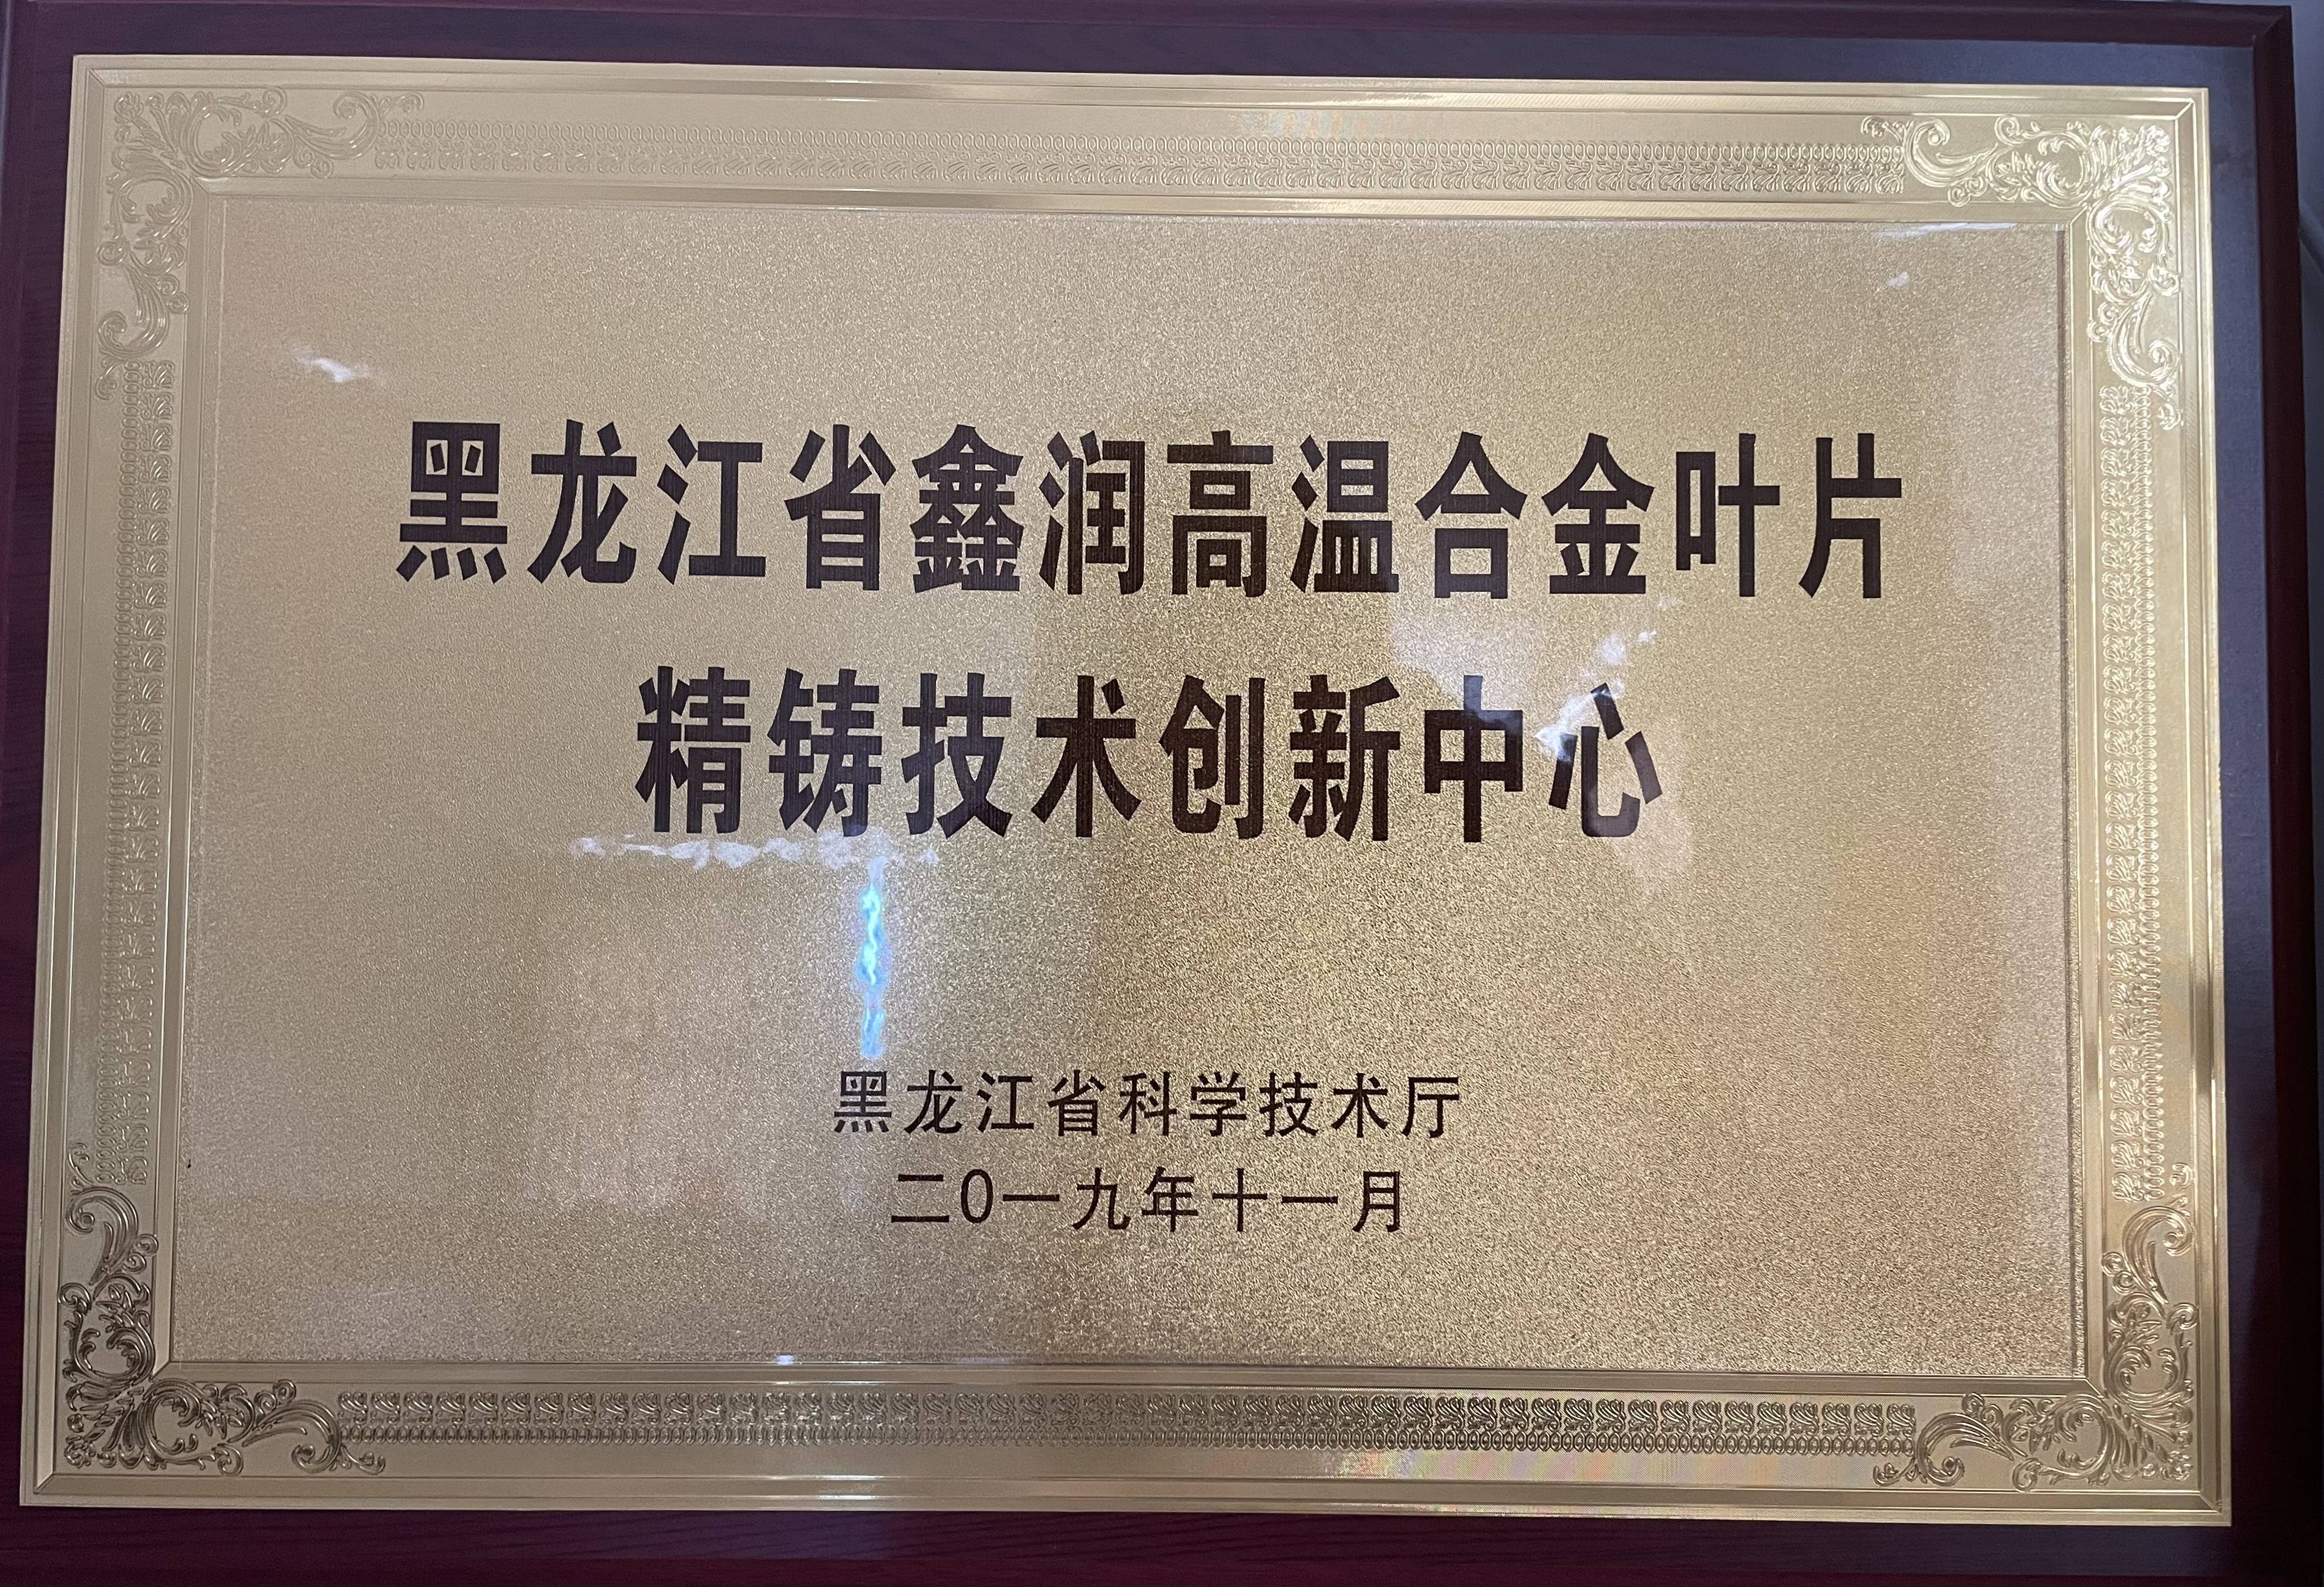 黑龙江省鑫润高温合金叶片
精铸技术创新中心
黑龙江省科学技术厅
二0一九年十一月